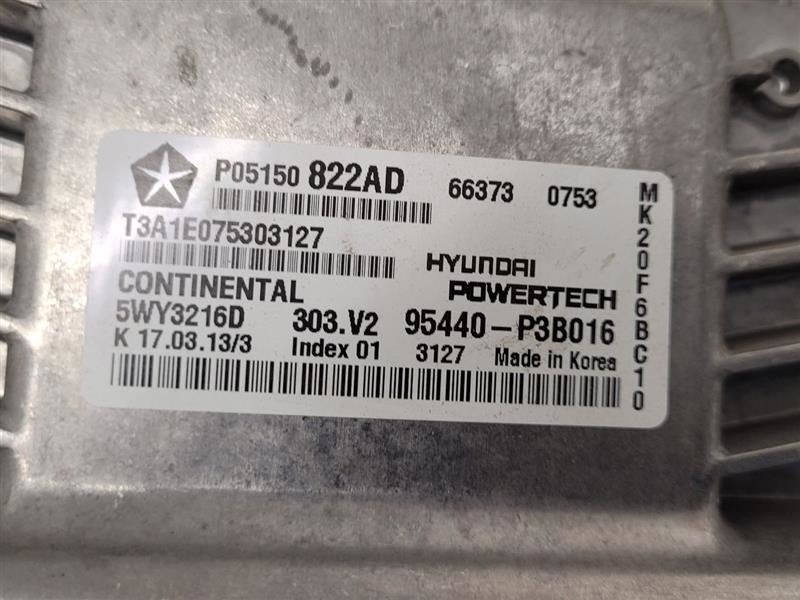 P05150 822AD 66373 0753
T3A1E075303127
HYUNDAI
POWERTECH
CONTINENTAL
5WY3216D 303.V2 95440-P3B016
K 17.03.13/3 Index 01 3127 Made in Korea
MK20F6BC10